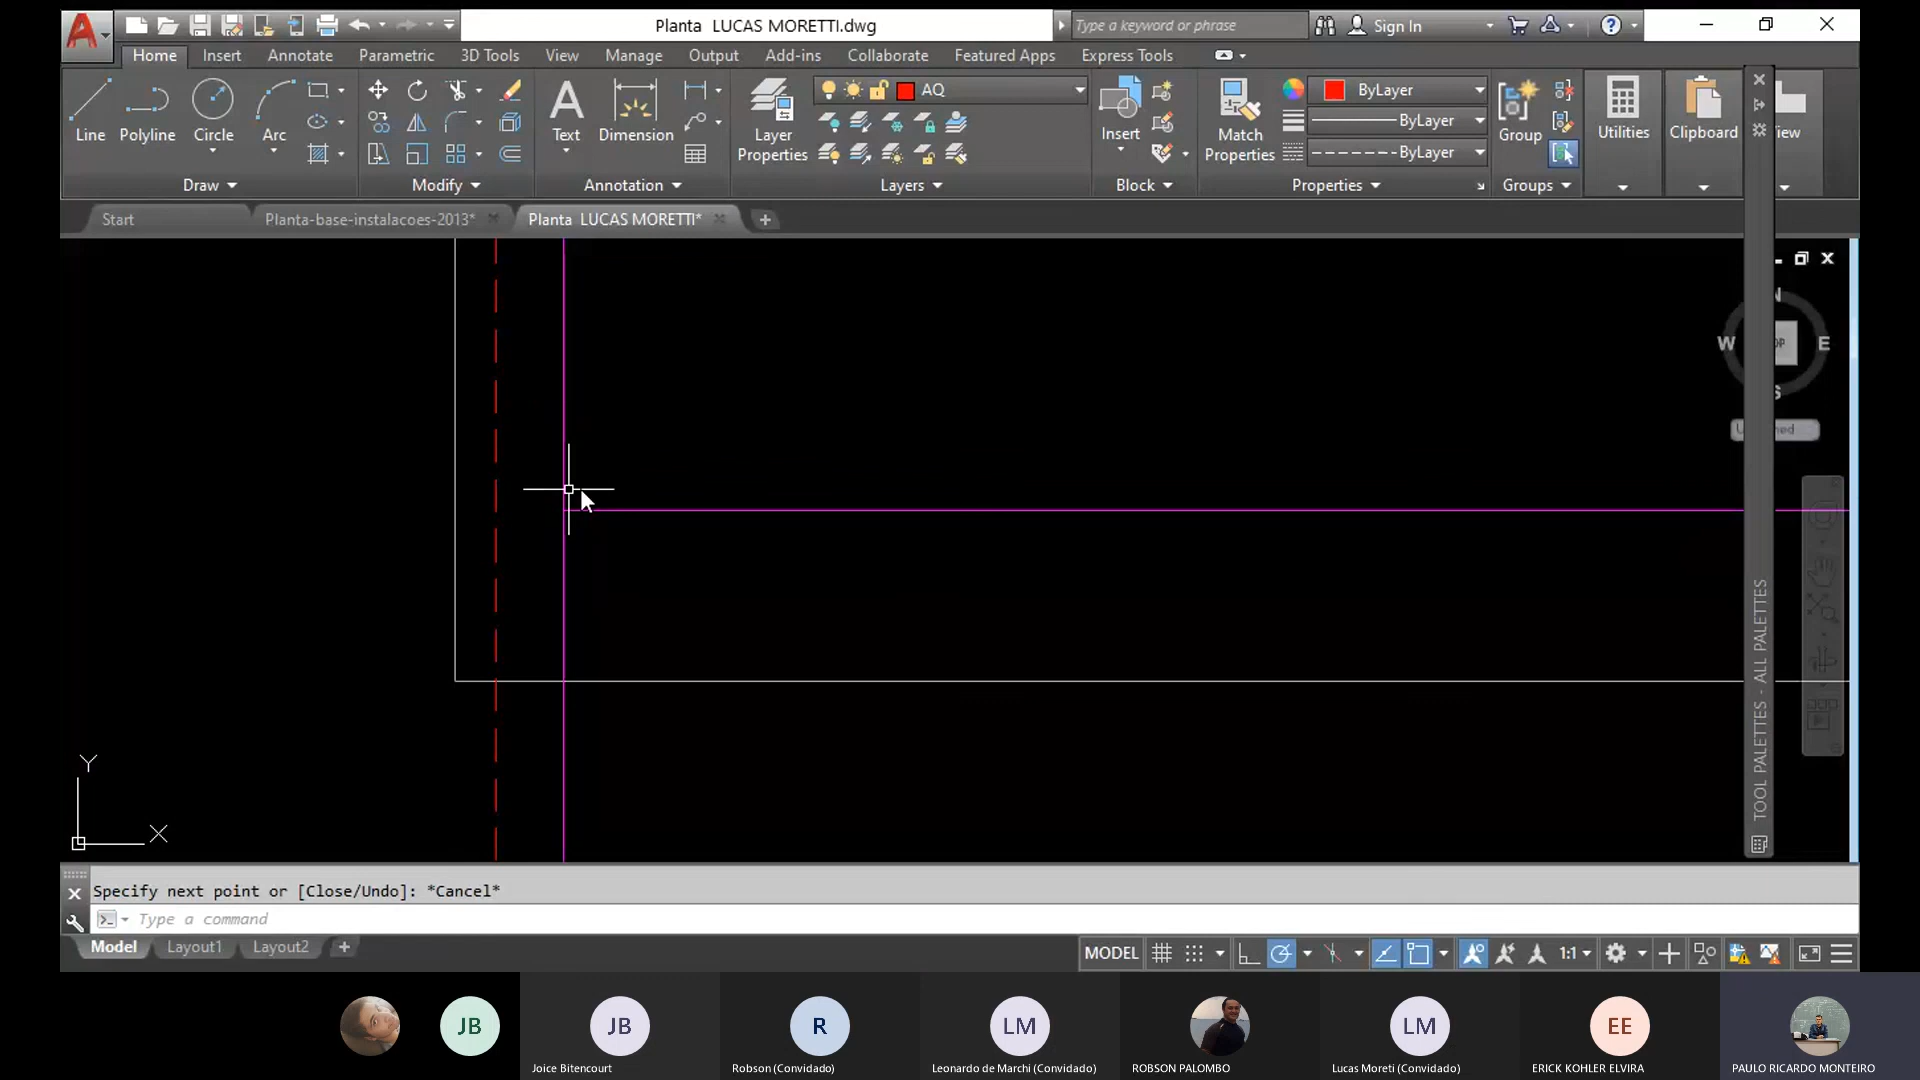 Planta LUCAS MORETTI.dwg
Type a keyword or phrase
Sign In
Home Insert Annotate Parametric 3D Tools View Manage Output Add-ins Collaborate Featured Apps Express Tools
Line Polyline Circle Arc
Text Dimension
Layer Properties
AQ
Insert
Match Properties
ByLayer
ByLayer
ByLayer
Group
Utilities
Clipboard
Draw Modify Annotation Layers Block Properties Groups
Start Planta-base-instalacoes-2013* Planta LUCAS MORETTI*
N
W E
S
TOOL PALETTES - ALL PALETTES
Y
X
Specify next point or [Close/Undo]: *Cancel*
Type a command
Model Layout1 Layout2
MODEL 1:1
JB JB R LM LM EE
Joice Bitencourt Robson (Convidado) Leonardo de Marchi (Convidado) ROBSON PALOMBO Lucas Moreti (Convidado) ERICK KOHLER ELVIRA PAULO RICARDO MONTEIRO